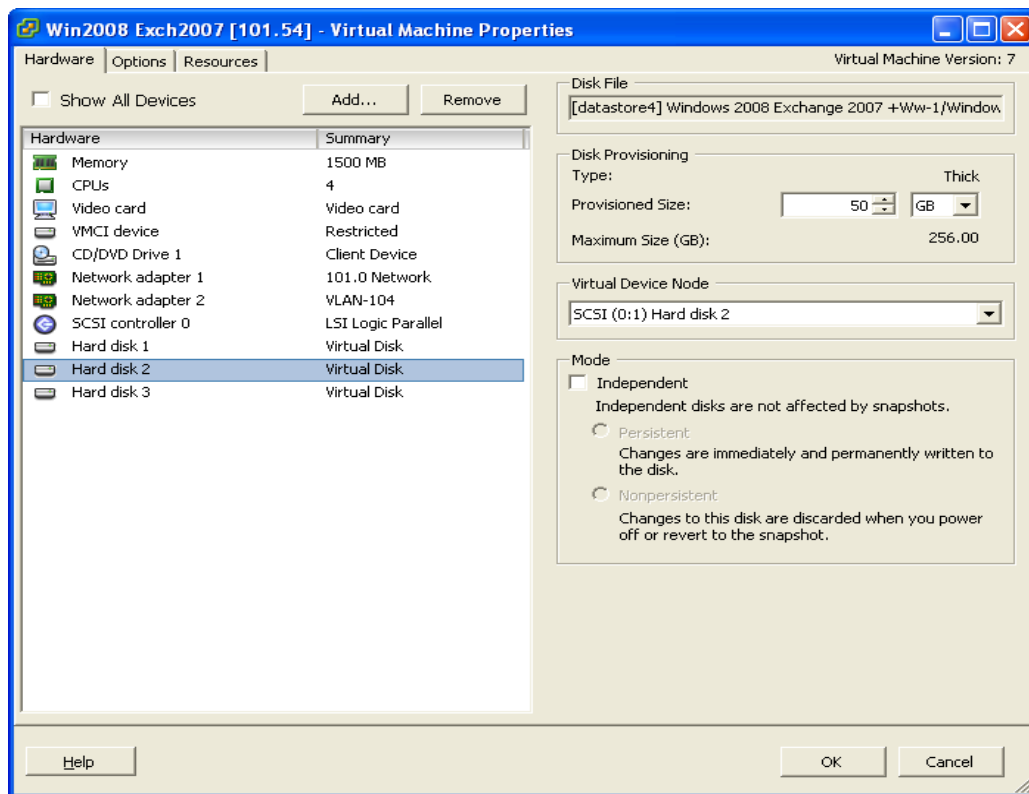 Win2008 Exch2007 [101.54] - Virtual Machine Properties
Hardware Options Resources Virtual Machine Version: 7
Show All Devices Add... Remove
Hardware Summary
Memory 1500 MB
CPUs 4
Video card Video card
VMCI device Restricted
CD/DVD Drive 1 Client Device
Network adapter 1 101.0 Network
Network adapter 2 VLAN-104
SCSI controller 0 LSI Logic Parallel
Hard disk 1 Virtual Disk
Hard disk 2 Virtual Disk
Hard disk 3 Virtual Disk
Disk File
[datastore4] Windows 2008 Exchange 2007 +Ww-1/Window
Disk Provisioning
Type: Thick
Provisioned Size: 50 GB
Maximum Size (GB): 256.00
Virtual Device Node
SCSI (0:1) Hard disk 2
Mode
Independent
Independent disks are not affected by snapshots.
Persistent
Changes are immediately and permanently written to
the disk.
Nonpersistent
Changes to this disk are discarded when you power
off or revert to the snapshot.
Help OK Cancel